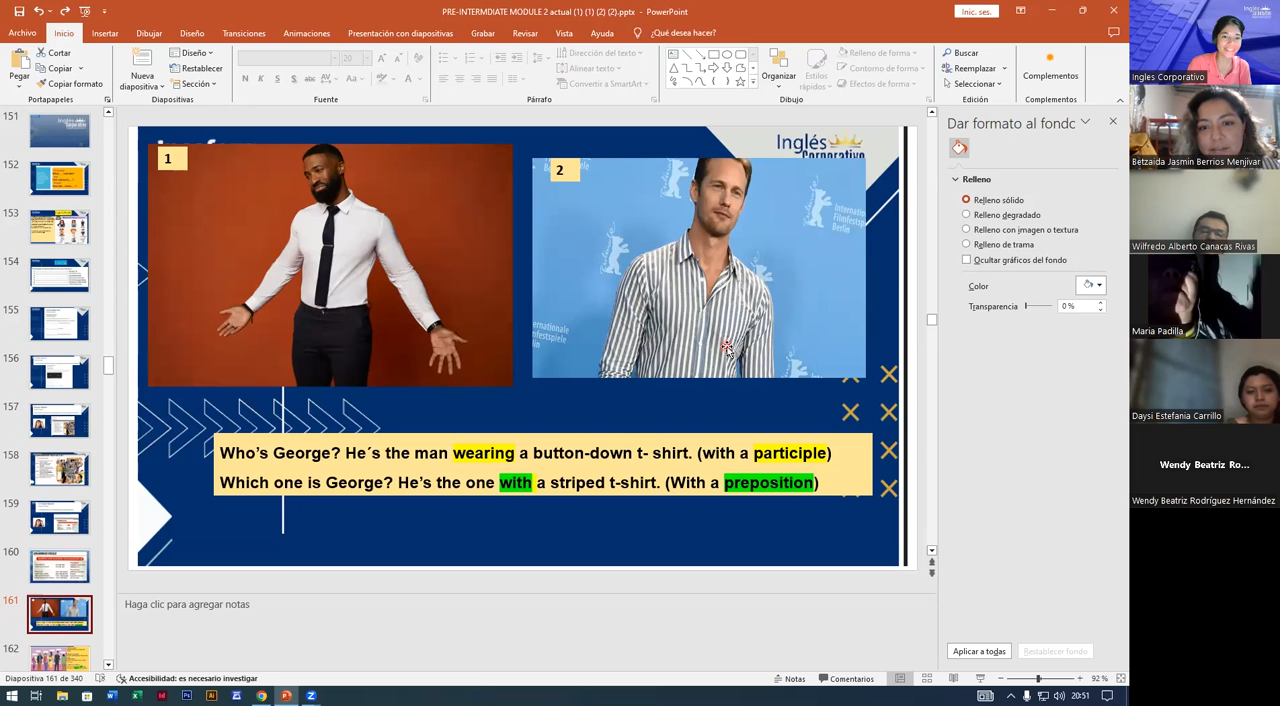 PRE-INTERMDIATE MODULE 2 actual (1) (1) (2) (2).pptx - PowerPoint
Inic. ses.
Archivo Inicio Insertar Dibujar Diseño Transiciones Animaciones Presentación con diapositivas Grabar Revisar Vista Ayuda ¿Qué desea hacer?
Pegar
Cortar
Copiar
Copiar formato
Portapapeles
Nueva
diapositiva
Diseño
Restablecer
Sección
Diapositivas
20
N K S S abc AV Aa
Fuente
Dirección del texto
Alinear texto
Convertir a SmartArt
Párrafo
Organizar
Estilos
rápidos
Relleno de forma
Contorno de forma
Efectos de forma
Dibujo
Buscar
Reemplazar
Seleccionar
Edición
Complementos
Complementos
151
152
153
154
155
156
157
158
159
160
161
162
1
2
Inglés
Corporativo
Who's George? He´s the man wearing a button-down t- shirt. (with a participle)
Which one is George? He's the one with a striped t-shirt. (With a preposition)
Haga clic para agregar notas
Dar formato al fondo
Relleno
Relleno sólido
Relleno degradado
Relleno con imagen o textura
Relleno de trama
Ocultar gráficos del fondo
Color
Transparencia 0 %
Aplicar a todas
Restablecer fondo
Ingles Corporativo
Betzaida Jasmin Berrios Menjívar
Wilfredo Alberto Canacas Rivas
Maria Padilla
Daysi Estefania Carrillo
Wendy Beatriz Ro...
Wendy Beatriz Rodríguez Hernández
Diapositiva 161 de 340
Accesibilidad: es necesario investigar
Notas
Comentarios
92 %
20:51